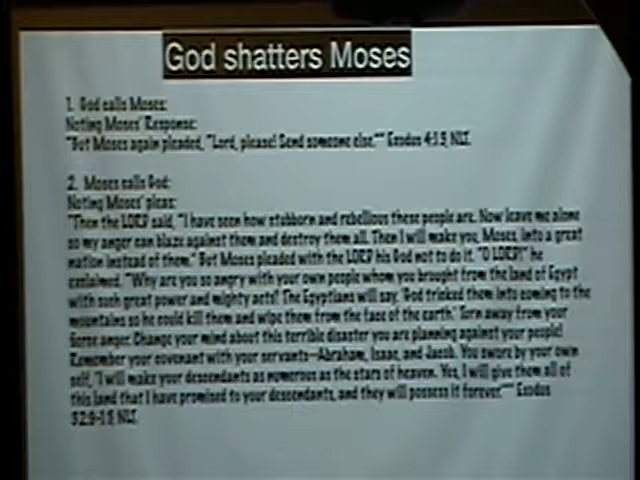 God shatters Moses
1. God calls Moses:
Noting Moses' Response:
"But Moses again pleaded, "Lord, please! Send someone else."" Exodus 4:13, NLT.
2. Moses calls God:
Noting Moses' pleas:
"Then the LORD said, "I have seen how stubborn and rebellious these people are. Now leave me alone
so my anger can blaze against them and destroy them all. Then I will make you, Moses, into a great
nation instead of them." But Moses pleaded with the LORD his God not to do it. "O LORD!" he
exclaimed. "Why are you so angry with your own people whom you brought from the land of Egypt
with such great power and mighty acts? The Egyptians will say, 'God tricked them into coming to the
mountains so he could kill them and wipe them from the face of the earth.' Turn away from your
fierce anger. Change your mind about this terrible disaster you are planning against your people!
Remember your covenant with your servants—Abraham, Isaac, and Jacob. You swore by your own
self, 'I will make your descendants as numerous as the stars of heaven. Yes, I will give them all of
this land that I have promised to your descendants, and they will possess it forever.'"" Exodus
32:9-13, NLT.